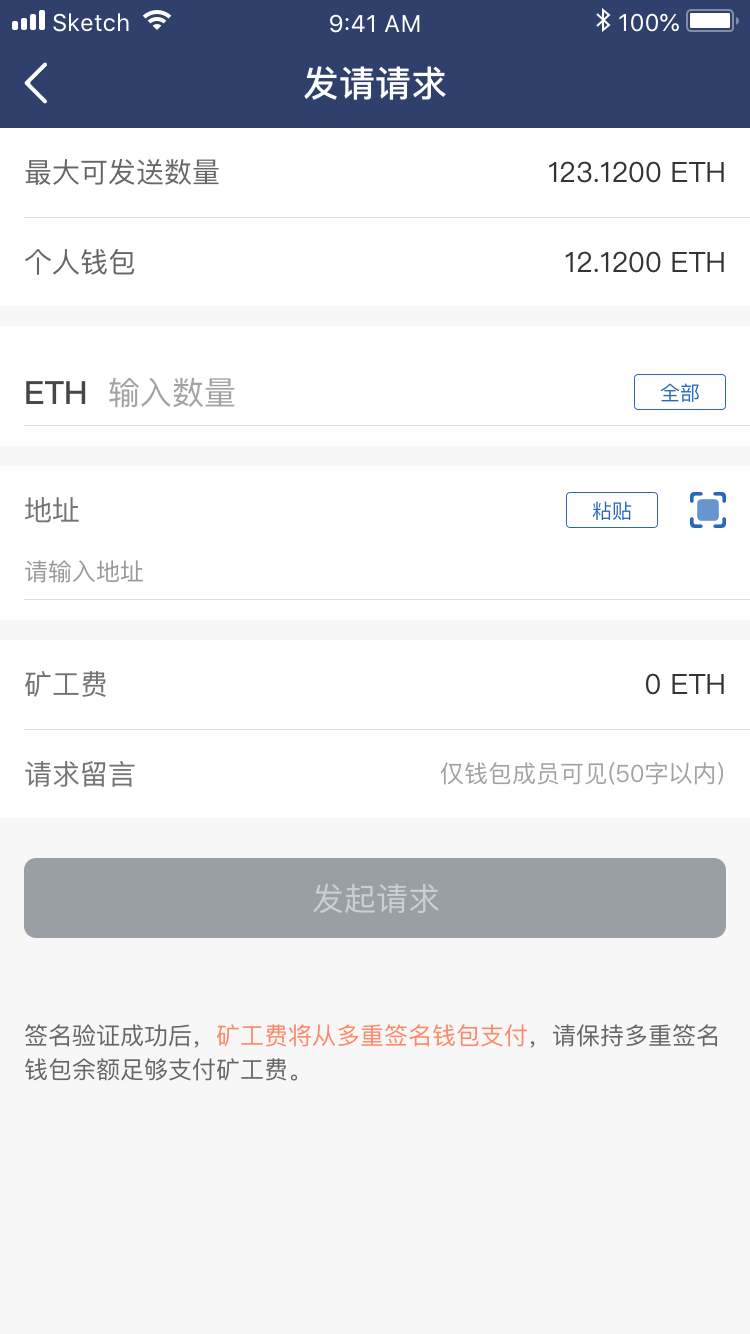 Sketch 9:41 AM 100%
发请请求
最大可发送数量 123.1200 ETH
个人钱包 12.1200 ETH
ETH 输入数量 全部
地址 粘贴
请输入地址
矿工费 0 ETH
请求留言 仅钱包成员可见(50字以内)
发起请求
签名验证成功后，矿工费将从多重签名钱包支付，请保持多重签名
钱包余额足够支付矿工费。